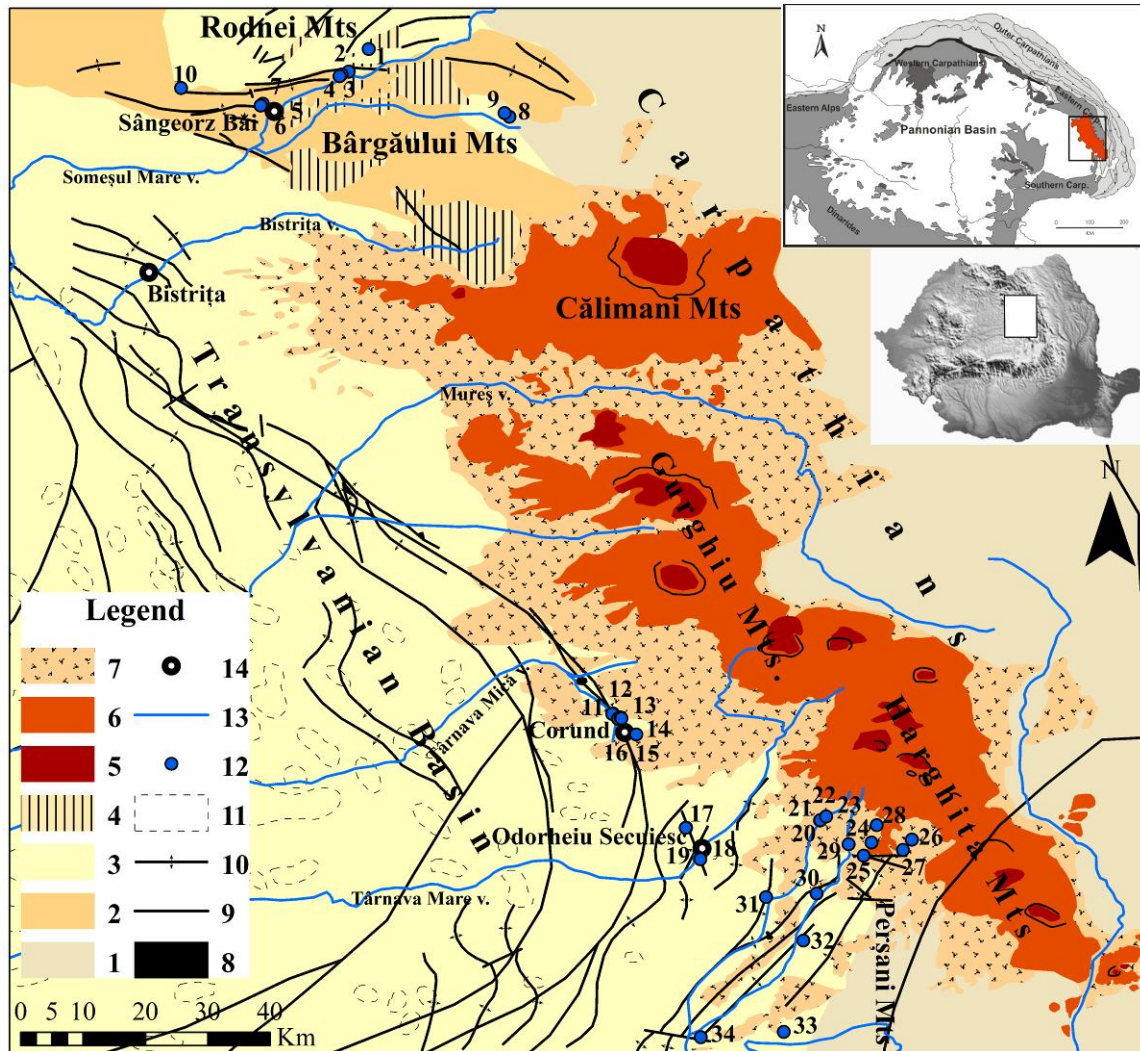 Rodnei Mts
2
1
10
4
3
7
5
9
8
Sângeorz Băi
6
Bârgăului Mts
Someșul Mare v.
Bistrița v.
Bistrița
Călimani Mts
Carpathians
Mureș v.
Transylvanian Basin
Gurghiu Mts.
Harghita Mts
Târnava Mică v.
12
11
13
Corund
14
16
15
17
22
21
23
28
Odorheiu Secuiesc
20
24
26
18
19
29
25
27
30
Târnava Mare v.
31
32
Perșani Mts
34
33
N
Legend
7
14
6
13
5
12
4
11
3
10
2
9
1
8
0
5
10
20
30
40
Km
N
Outer Carpathians
Western Carpathians
Eastern Carp.
Eastern Alps
Pannonian Basin
Southern Carp.
Dinarides
0
100